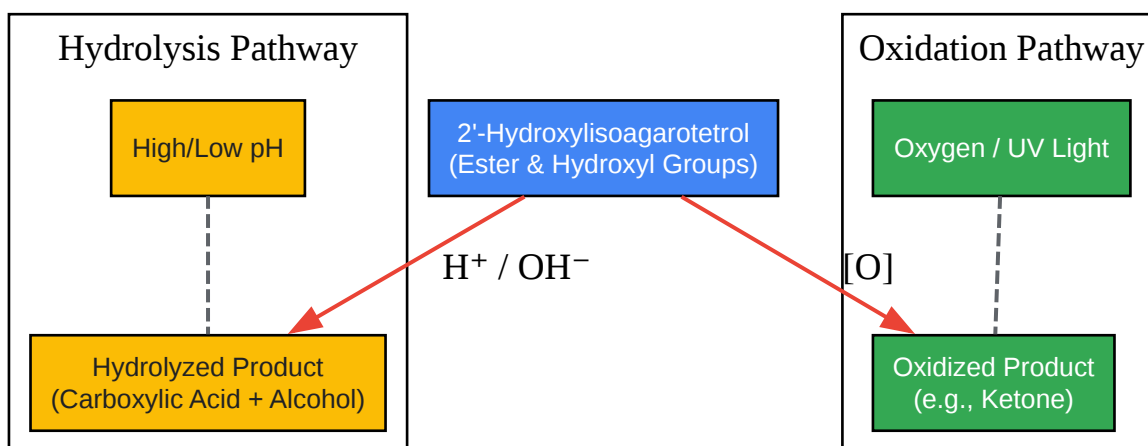 Hydrolysis Pathway
High/Low pH
Hydrolyzed Product
(Carboxylic Acid + Alcohol)
2'-Hydroxylisoagarotetrol
(Ester & Hydroxyl Groups)
H⁺ / OH⁻
[O]
Oxidation Pathway
Oxygen / UV Light
Oxidized Product
(e.g., Ketone)